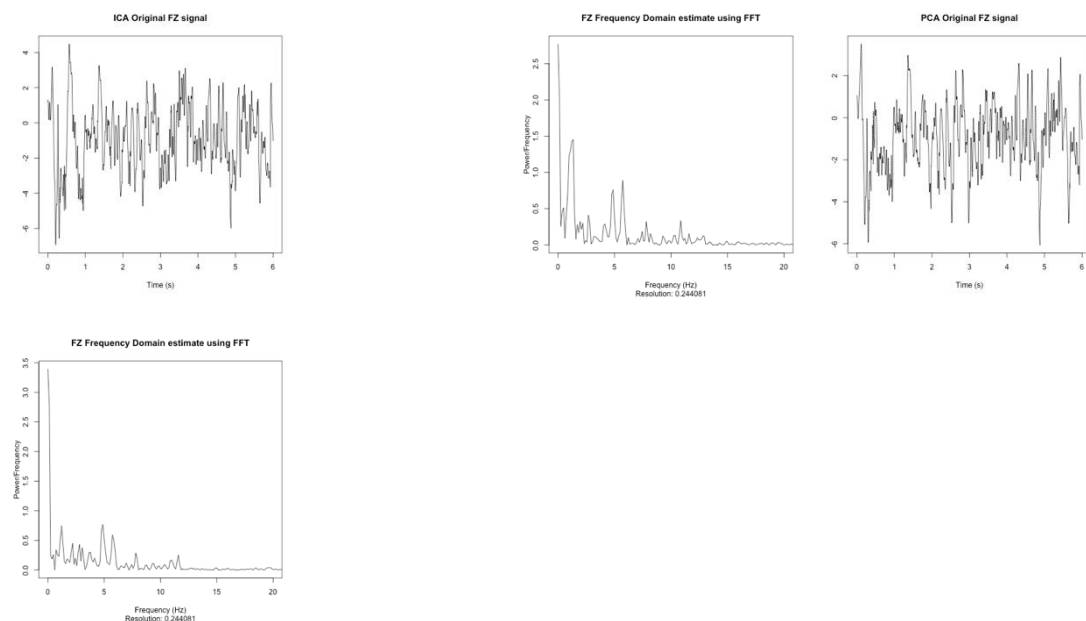 ICA Original FZ signal
4
2
0
-2
-4
-6
0 1 2 3 4 5 6
Time (s)
FZ Frequency Domain estimate using FFT
Power/Frequency
2.5
2.0
1.5
1.0
0.5
0.0
0 5 10 15 20
Frequency (Hz)
Resolution: 0.244081
PCA Original FZ signal
2
0
-2
-4
-6
0 1 2 3 4 5 6
Time (s)
FZ Frequency Domain estimate using FFT
Power/Frequency
3.5
3.0
2.5
2.0
1.5
1.0
0.5
0.0
0 5 10 15 20
Frequency (Hz)
Resolution: 0.244081